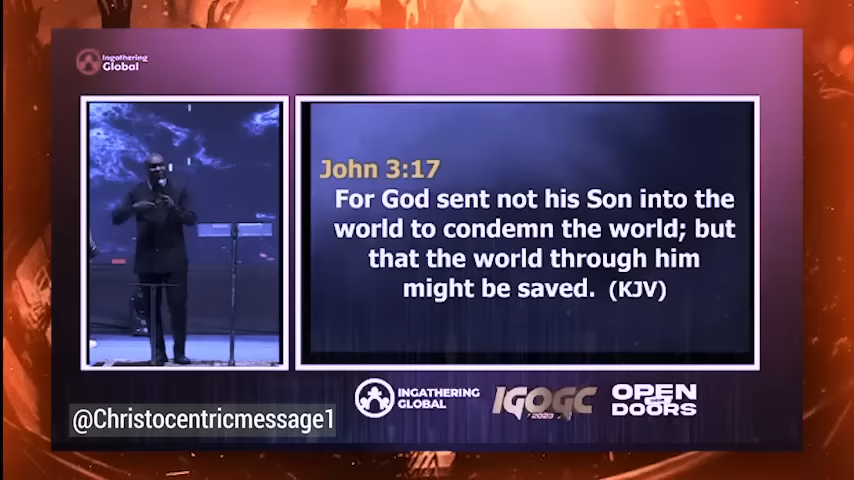 Ingathering
Global
John 3:17
For God sent not his Son into the
world to condemn the world; but
that the world through him
might be saved. (KJV)
INGATHERING
GLOBAL
IGOGC
2023
OPEN
DOORS
@Christocentricmessage1